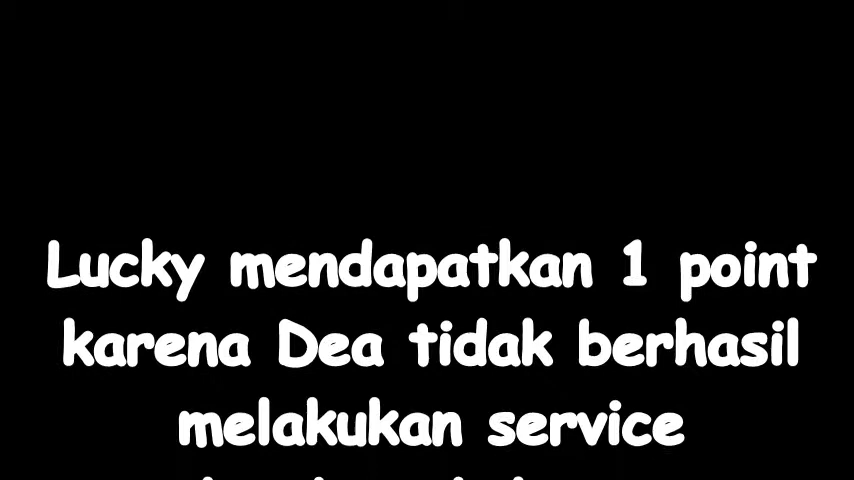 Lucky mendapatkan 1 point
karena Dea tidak berhasil
melakukan service